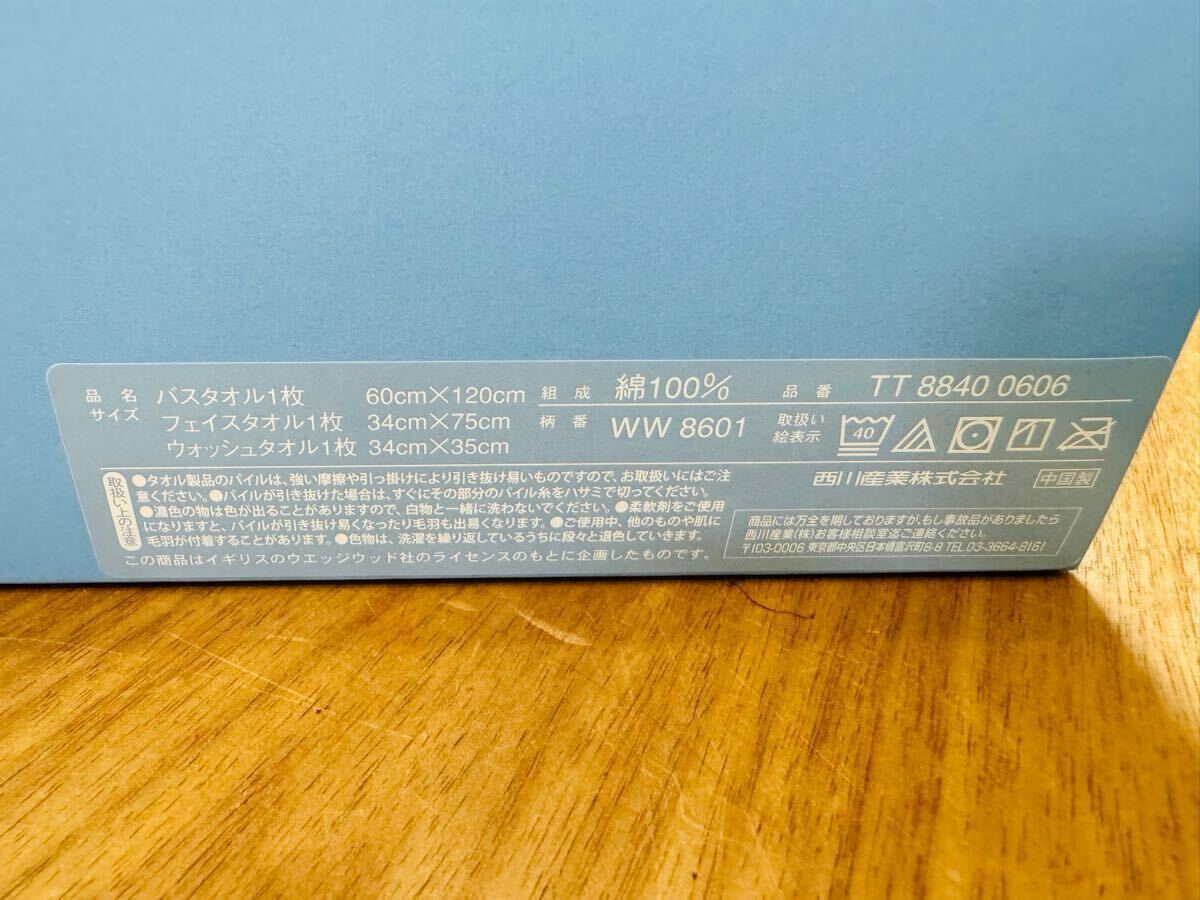 品名 バスタオル1枚 60cm×120cm
サイズ フェイスタオル1枚 34cm×75cm
ウォッシュタオル1枚 34cm×35cm
組成 綿100% 品番 TT 8840 0606
柄番 WW 8601 取扱い絵表示 40
取扱い上の注意
●タオル製品のパイルは、強い摩擦や引っ掛けにより引き抜け易いものですので、お取扱いにはご注
意ください。●パイルが引き抜けた場合は、すぐにその部分のパイル糸をハサミで切ってください。
●濃色の物は色が出ることがありますので、白物と一緒に洗わないでください。●柔軟剤をご使用
になりますと、パイルが引き抜け易くなったり毛羽も出易くなります。●ご使用中、他のものや肌に
毛羽が付着することがあります。●色物は、洗濯を繰り返しているうちに段々と退色していきます。
この商品はイギリスのウエッジウッド社のライセンスのもとに企画したものです。
西川産業株式会社 中国製
商品には万全を期しておりますが、もし事故品がありましたら
西川産業(株)お客様相談室迄ご連絡ください。
〒103-0006 東京都中央区日本橋富沢町8-8 TEL 03-3664-8161